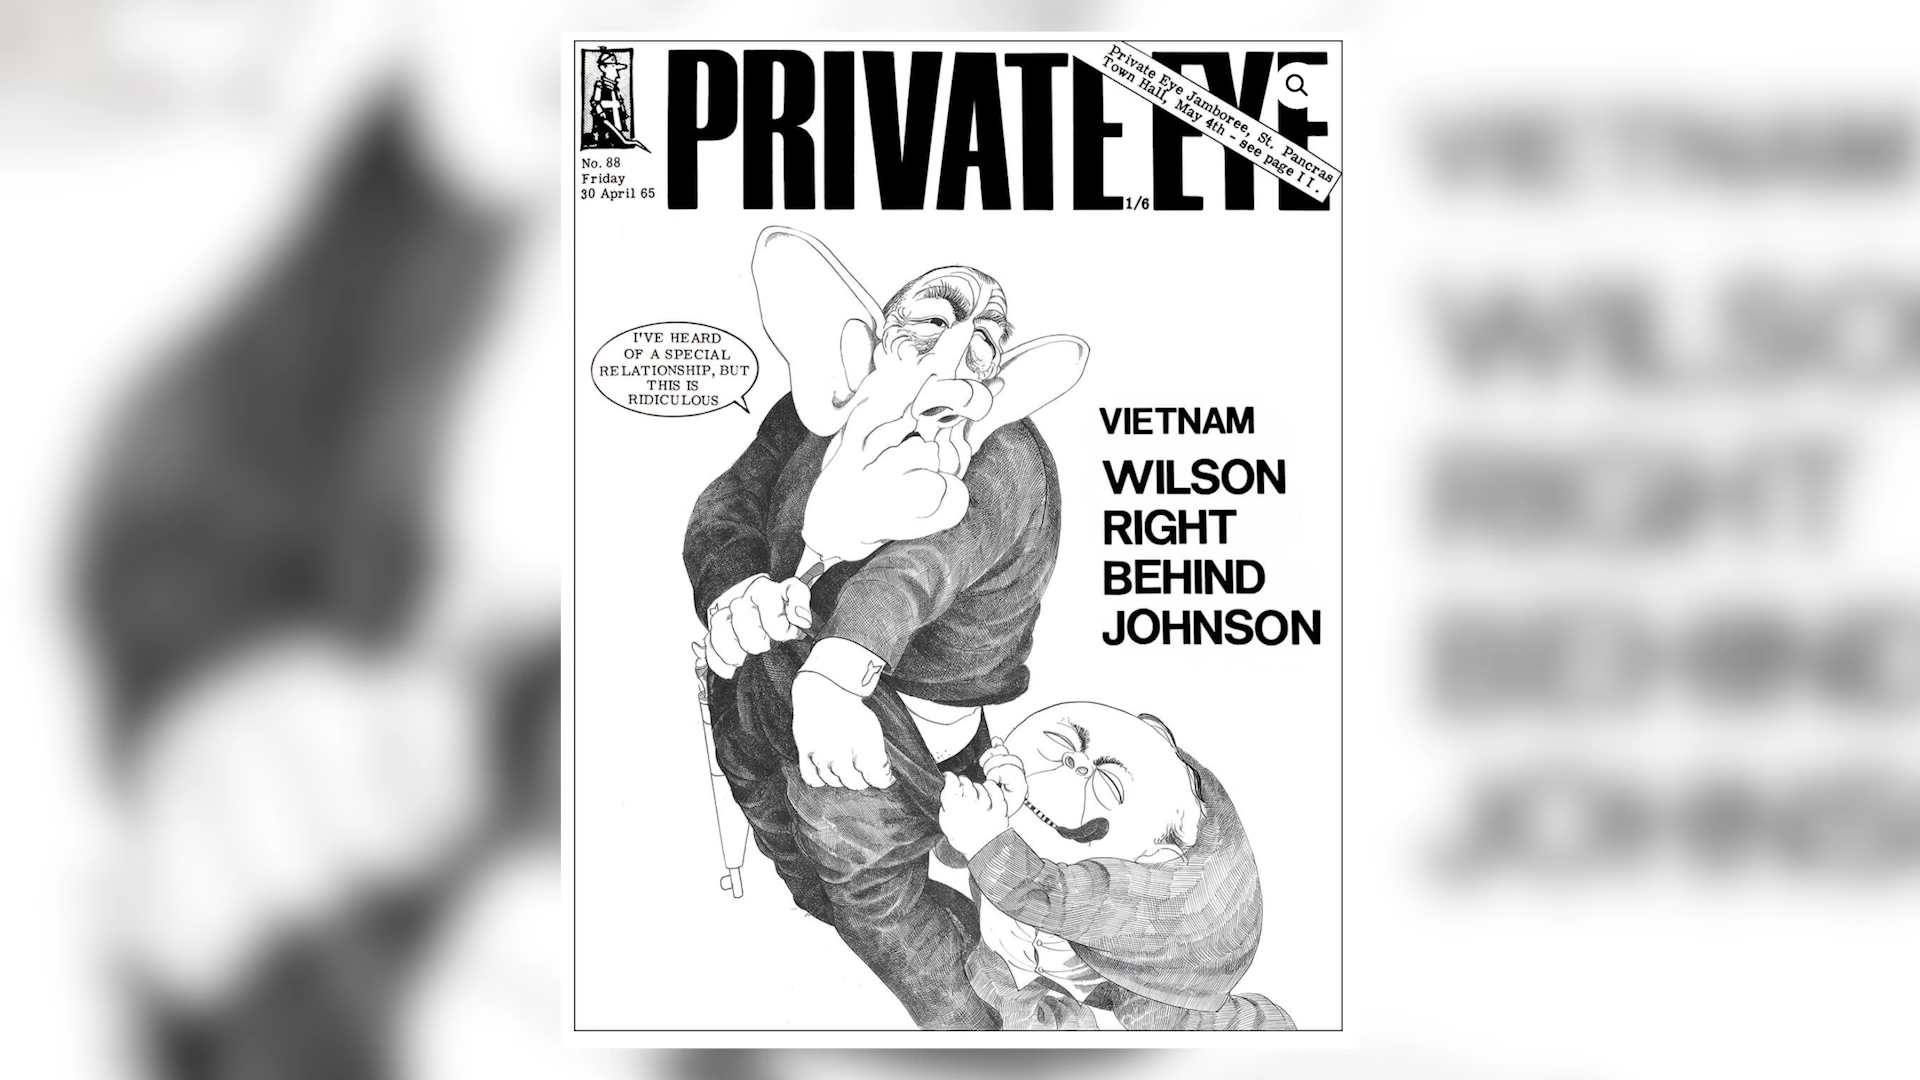 PRIVATE EYE
Private Eye Jamboree, St. Pancras
Town Hall, May 4th - see page 11.
No. 88
Friday
30 April 65
1/6
I'VE HEARD
OF A SPECIAL
RELATIONSHIP, BUT
THIS IS
RIDICULOUS
VIETNAM
WILSON
RIGHT
BEHIND
JOHNSON